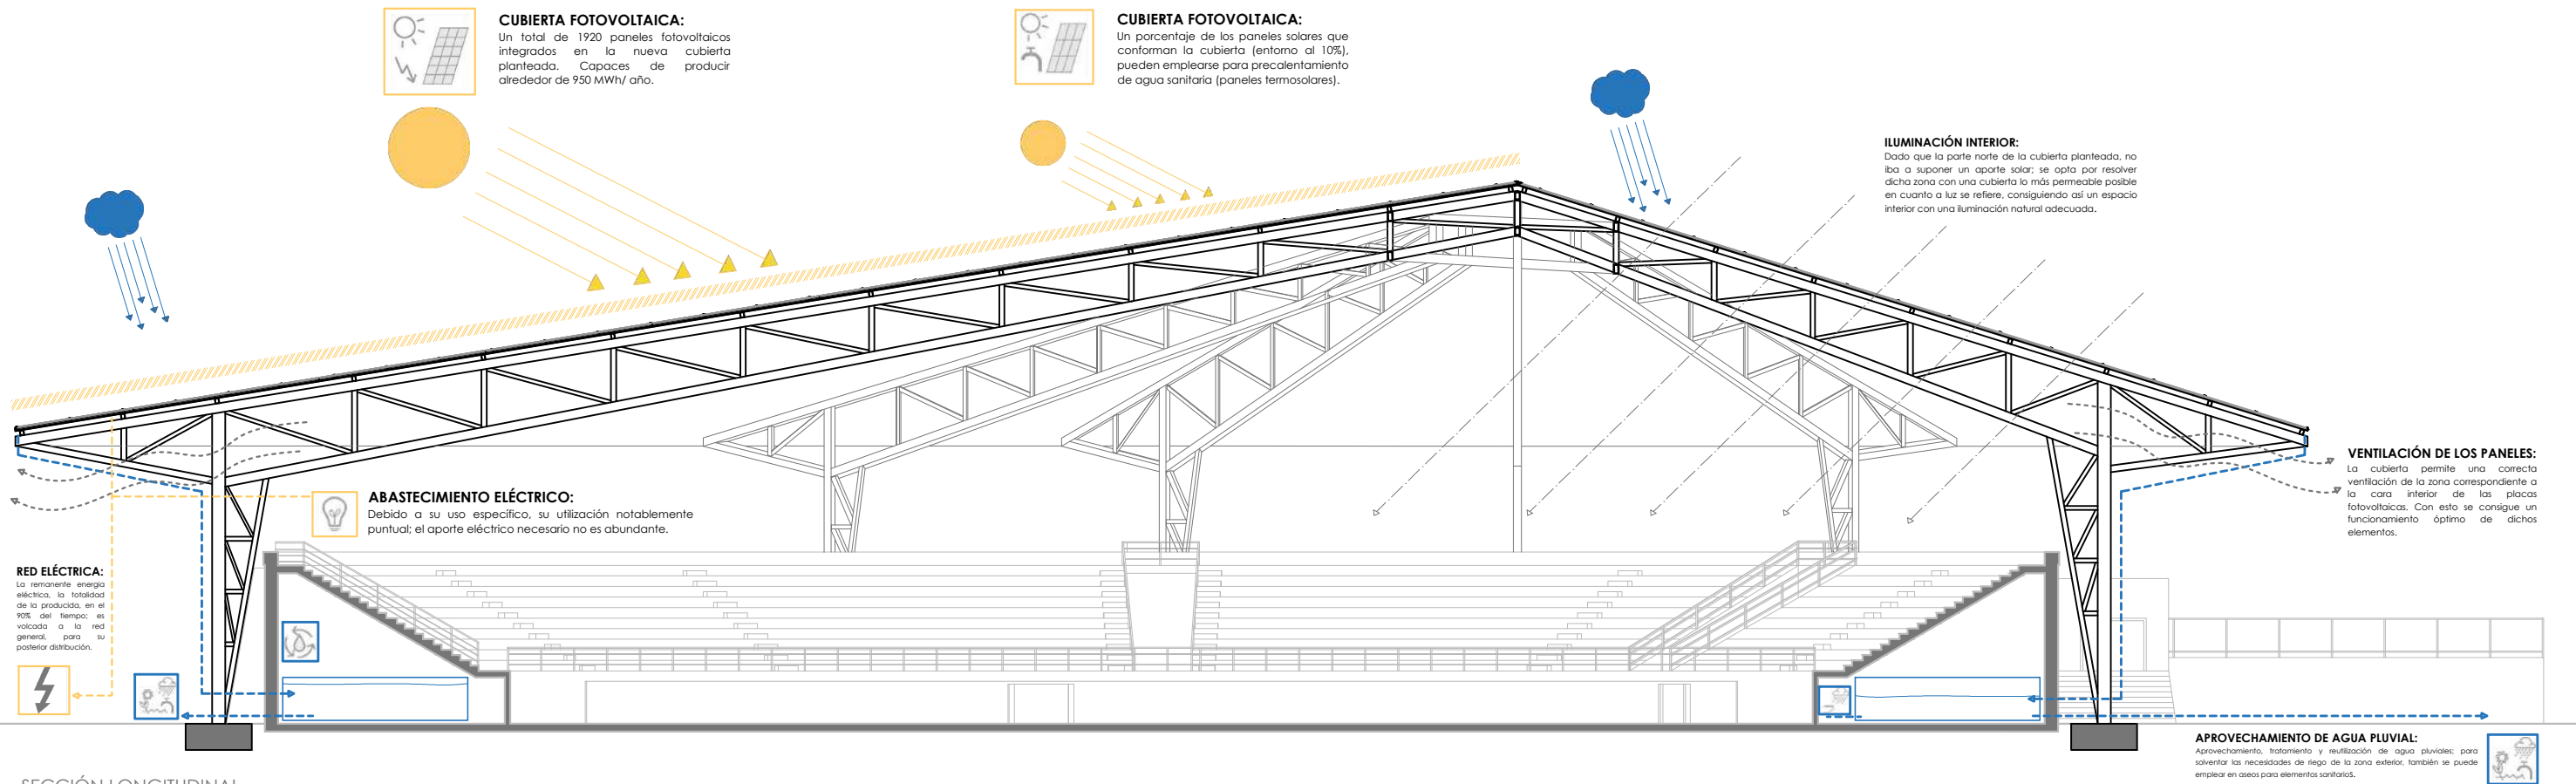 CUBIERTA FOTOVOLTAICA:
Un total de 1920 paneles fotovoltaicos
integrados en la nueva cubierta
planteada. Capaces de producir
alrededor de 950 MWh/ año.
CUBIERTA FOTOVOLTAICA:
Un porcentaje de los paneles solares que
conforman la cubierta (entorno al 10%),
pueden emplearse para precalentamiento
de agua sanitaria (paneles termosolares).
ILUMINACIÓN INTERIOR:
Dado que la parte norte de la cubierta planteada, no
iba a suponer un aporte solar; se opta por resolver
dicha zona con una cubierta lo más permeable posible
en cuanto a luz se refiere, consiguiendo así un espacio
interior con una iluminación natural adecuada.
VENTILACIÓN DE LOS PANELES:
La cubierta permite una correcta
ventilación de la zona correspondiente a
la cara interior de las placas
fotovoltaicas. Con esto se consigue un
funcionamiento óptimo de dichos
elementos.
ABASTECIMIENTO ELÉCTRICO:
Debido a su uso específico, su utilización notablemente
puntual; el aporte eléctrico necesario no es abundante.
RED ELÉCTRICA:
La remanente energia
eléctrica, la totalidad
de la producida, en el
90% del tiempo; es
volcada a la red
general, para su
posterior distribución.
APROVECHAMIENTO DE AGUA PLUVIAL:
Aprovechamiento, tratamiento y reutilización de agua pluviales; para
solventar las necesidades de riego de la zona exterior, también se puede
emplear en aseos para elementos sanitarios.
SECCIÓN LONGITUDINAL